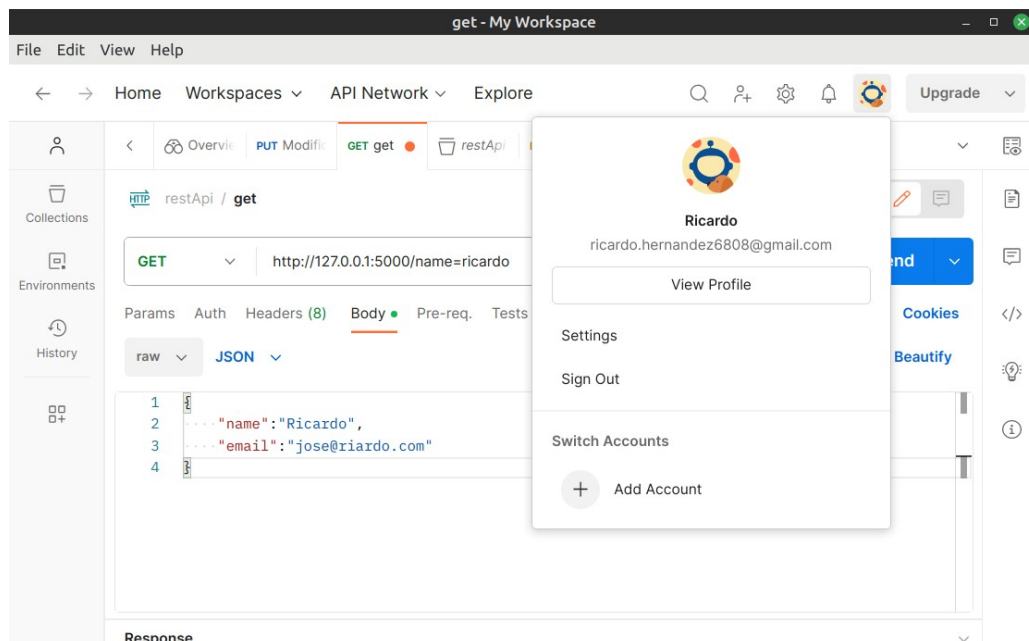 get - My Workspace
File Edit View Help
Home Workspaces API Network Explore Upgrade
Overvie PUT Modific GET get restApi
HTTP restApi / get
Collections
Environments
History
GET http://127.0.0.1:5000/name=ricardo end
Params Auth Headers (8) Body Pre-req. Tests Cookies
raw JSON Beautify
1 {
2 "name":"Ricardo",
3 "email":"jose@riardo.com"
4 }
Response
Ricardo
ricardo.hernandez6808@gmail.com
View Profile
Settings
Sign Out
Switch Accounts
Add Account